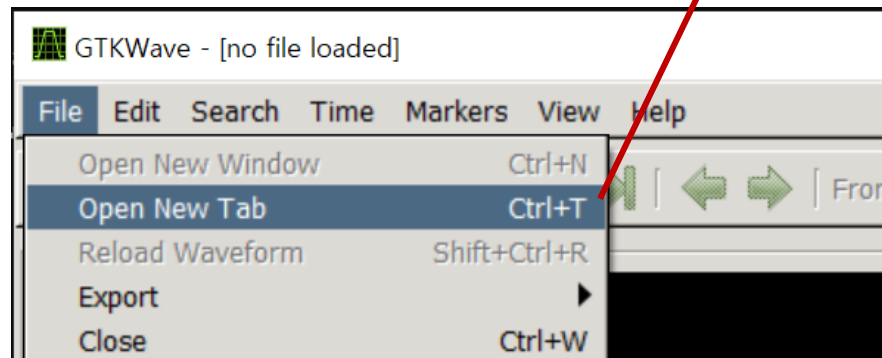 GTKWave - [no file loaded]
File Edit Search Time Markers View Help
Open New Window Ctrl+N
Open New Tab Ctrl+T
From
Reload Waveform Shift+Ctrl+R
Export
Close Ctrl+W